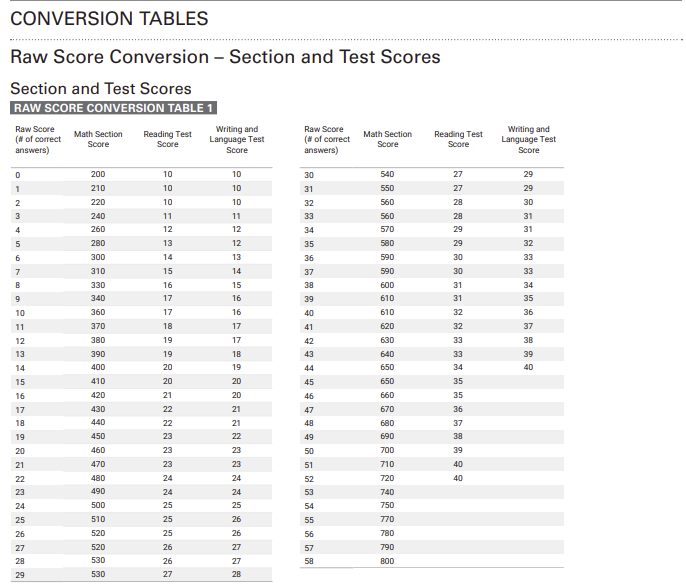 CONVERSION TABLES
Raw Score Conversion – Section and Test Scores
Section and Test Scores
RAW SCORE CONVERSION TABLE 1
Raw Score (# of correct answers) Math Section Score Reading Test Score Writing and Language Test Score
0 200 10 10
1 210 10 10
2 220 10 10
3 240 11 11
4 260 12 12
5 280 13 12
6 300 14 13
7 310 15 14
8 330 16 15
9 340 17 16
10 360 17 16
11 370 18 17
12 380 19 17
13 390 19 18
14 400 20 19
15 410 20 20
16 420 21 20
17 430 22 21
18 440 22 21
19 450 23 22
20 460 23 23
21 470 23 23
22 480 24 24
23 490 24 24
24 500 25 25
25 510 25 26
26 520 25 26
27 520 26 27
28 530 26 27
29 530 27 28
Raw Score (# of correct answers) Math Section Score Reading Test Score Writing and Language Test Score
30 540 27 29
31 550 27 29
32 560 28 30
33 560 28 31
34 570 29 31
35 580 29 32
36 590 30 33
37 590 30 33
38 600 31 34
39 610 31 35
40 610 32 36
41 620 32 37
42 630 33 38
43 640 33 39
44 650 34 40
45 650 35
46 660 35
47 670 36
48 680 37
49 690 38
50 700 39
51 710 40
52 720 40
53 740
54 750
55 770
56 780
57 790
58 800